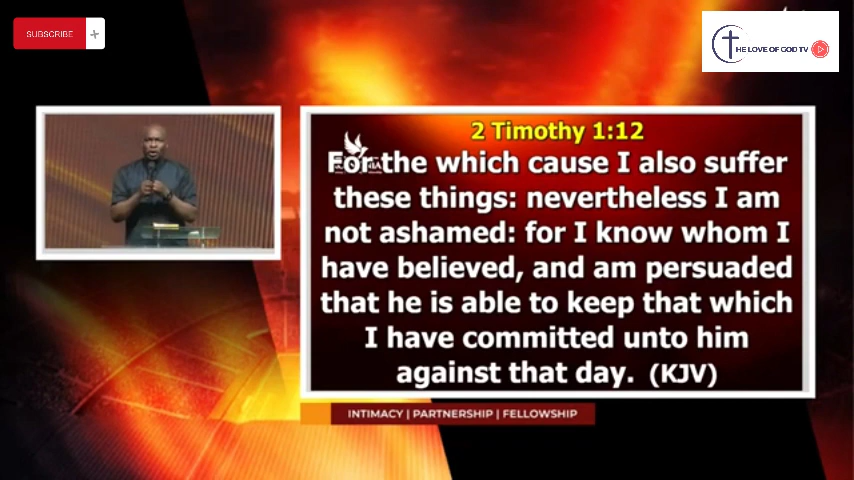 SUBSCRIBE
THE LOVE OF GOD TV
2 Timothy 1:12
For the which cause I also suffer
these things: nevertheless I am
not ashamed: for I know whom I
have believed, and am persuaded
that he is able to keep that which
I have committed unto him
against that day. (KJV)
INTIMACY | PARTNERSHIP | FELLOWSHIP